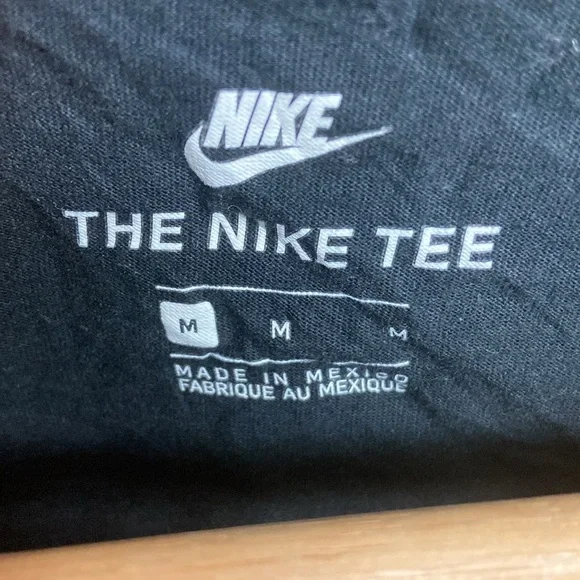 NIKE
THE NIKE TEE
M M M
MADE IN MEXICO
FABRIQUE AU MEXIQUE